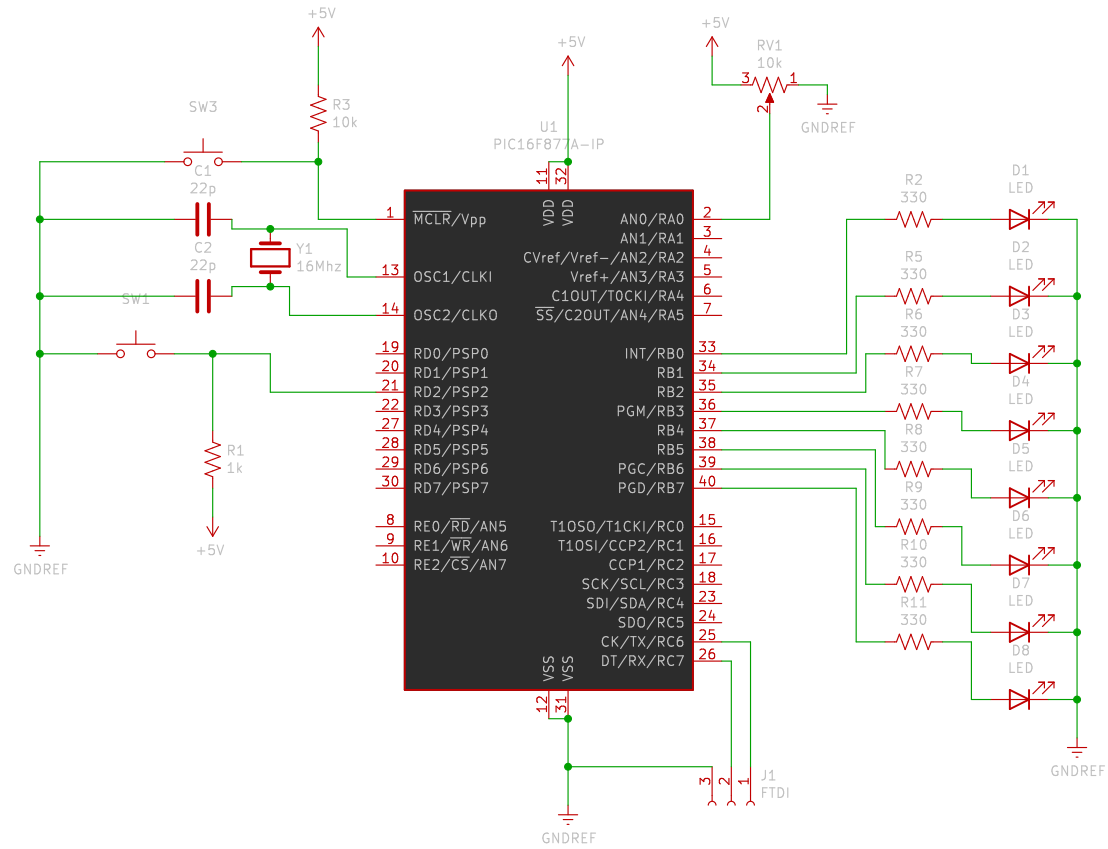 +5V
+5V
+5V
SW3
R3
10k
RV1
10k
3
1
2
GNDREF
U1
PIC16F877A-IP
C1
22p
C2
22p
Y1
16Mhz
SW1
R1
1k
+5V
GNDREF
11
32
VDD
VDD
1
MCLR/Vpp
13
OSC1/CLKI
14
OSC2/CLKO
19
RD0/PSP0
20
RD1/PSP1
21
RD2/PSP2
22
RD3/PSP3
27
RD4/PSP4
28
RD5/PSP5
29
RD6/PSP6
30
RD7/PSP7
8
RE0/RD/AN5
9
RE1/WR/AN6
10
RE2/CS/AN7
AN0/RA0
2
AN1/RA1
3
CVref/Vref-/AN2/RA2
4
Vref+/AN3/RA3
5
C1OUT/T0CKI/RA4
6
SS/C2OUT/AN4/RA5
7
INT/RB0
33
RB1
34
RB2
35
PGM/RB3
36
RB4
37
RB5
38
PGC/RB6
39
PGD/RB7
40
T1OSO/T1CKI/RC0
15
T1OSI/CCP2/RC1
16
CCP1/RC2
17
SCK/SCL/RC3
18
SDI/SDA/RC4
23
SDO/RC5
24
CK/TX/RC6
25
DT/RX/RC7
26
VSS
VSS
12
31
GNDREF
3
2
1
J1
FTDI
R2
330
R5
330
R6
330
R7
330
R8
330
R9
330
R10
330
R11
330
D1
LED
D2
LED
D3
LED
D4
LED
D5
LED
D6
LED
D7
LED
D8
LED
GNDREF